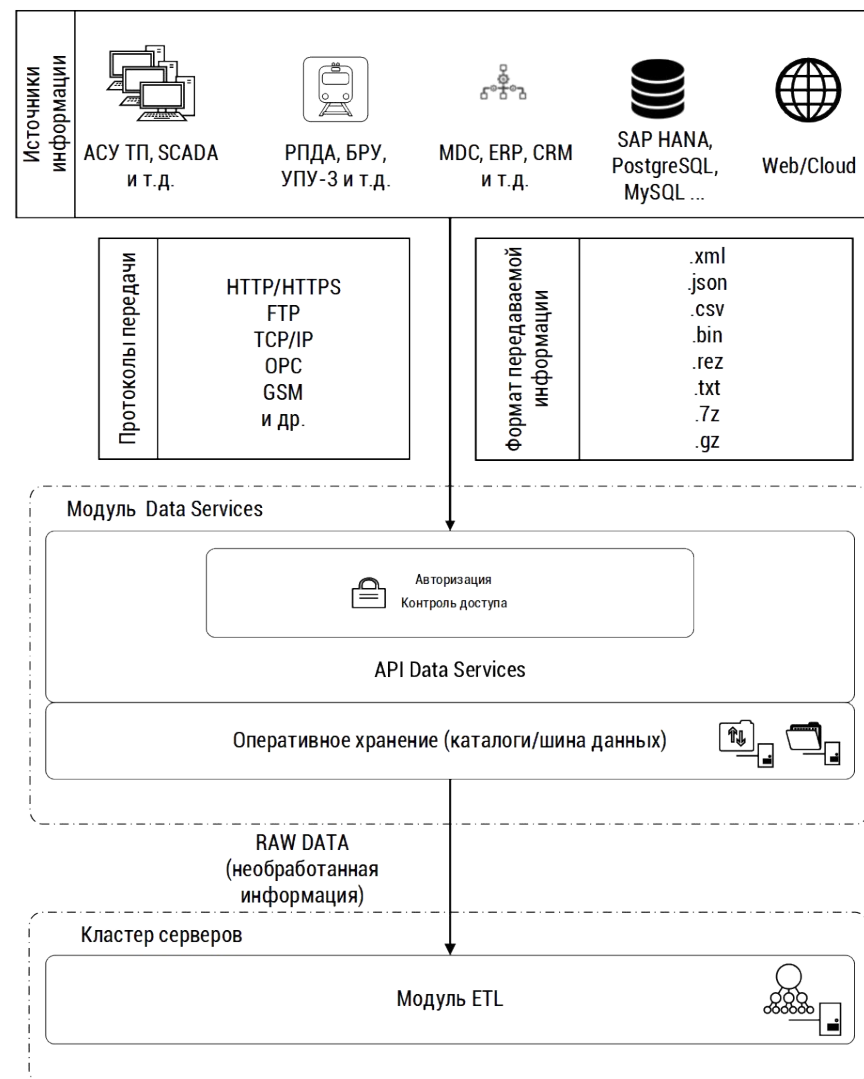 Источники
информации
АСУ ТП, SCADA
и т.д.
РПДА, БРУ,
УПУ-3 и т.д.
MDC, ERP, CRM
и т.д.
SAP HANA,
PostgreSQL,
MySQL ...
Web/Cloud
Протоколы передачи
HTTP/HTTPS
FTP
TCP/IP
OPC
GSM
и др.
Формат передаваемой
информации
.xml
.json
.csv
.bin
.rez
.txt
.7z
.gz
Модуль Data Services
Авторизация
Контроль доступа
API Data Services
Оперативное хранение (каталоги/шина данных)
RAW DATA
(необработанная
информация)
Кластер серверов
Модуль ETL